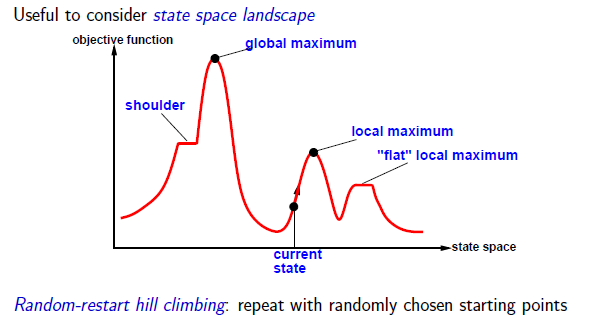 Useful to consider state space landscape
objective function
global maximum
shoulder
local maximum
"flat" local maximum
state space
current
state
Random-restart hill climbing: repeat with randomly chosen starting points